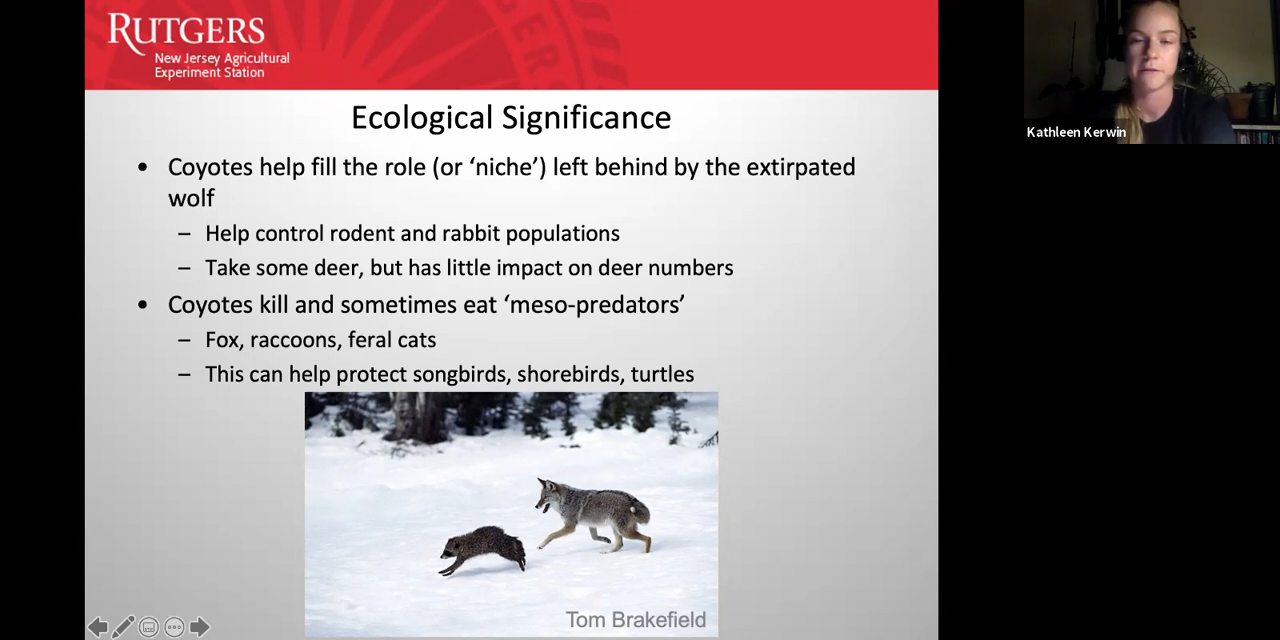 RUTGERS
New Jersey Agricultural
Experiment Station
Ecological Significance
• Coyotes help fill the role (or ‘niche’) left behind by the extirpated
wolf
– Help control rodent and rabbit populations
– Take some deer, but has little impact on deer numbers
• Coyotes kill and sometimes eat ‘meso-predators’
– Fox, raccoons, feral cats
– This can help protect songbirds, shorebirds, turtles
Tom Brakefield
Kathleen Kerwin